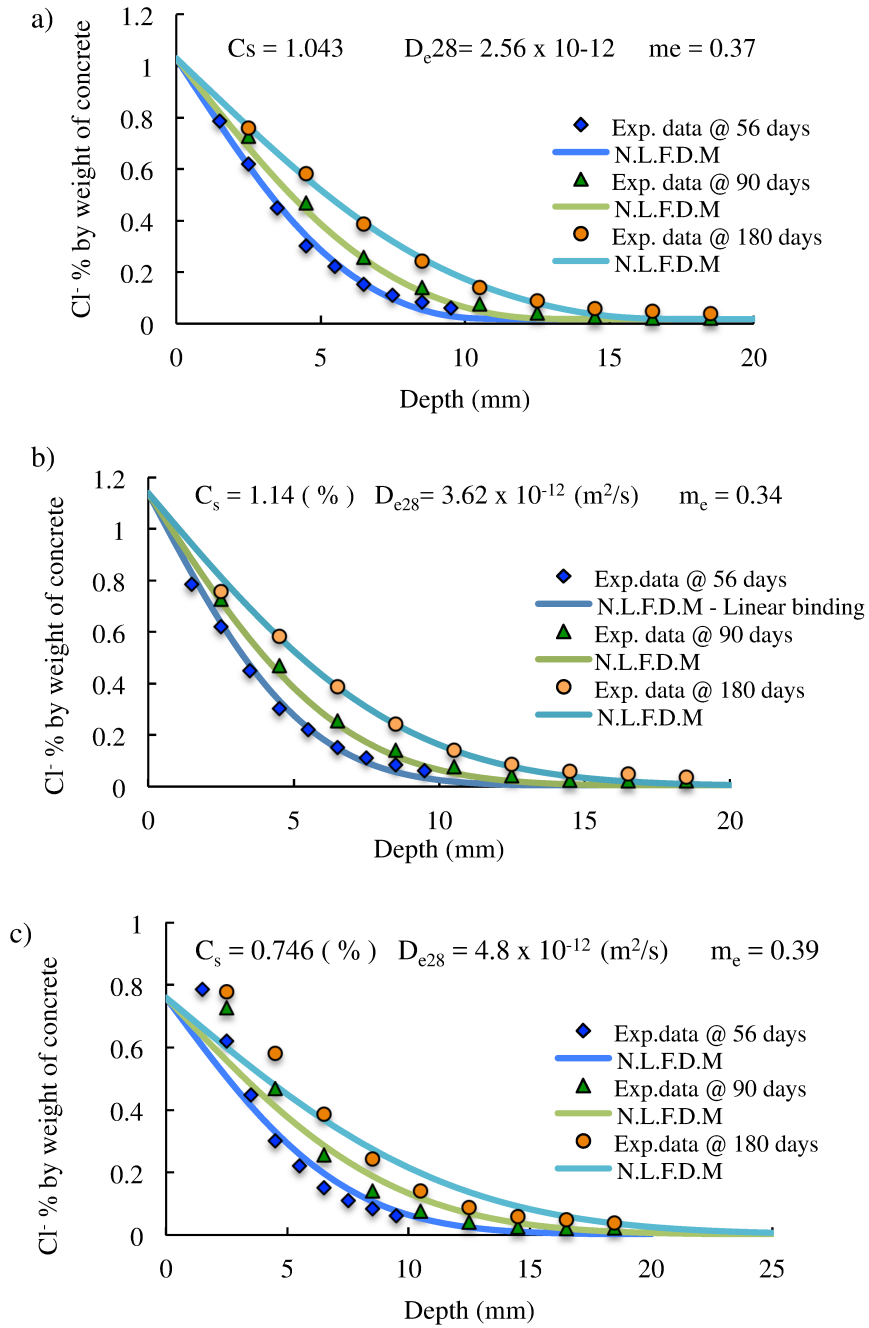 a)
Cs = 1.043 Dₑ28= 2.56 x 10-12 me = 0.37
Cl⁻ % by weight of concrete
1.2
1
0.8
0.6
0.4
0.2
0
Exp. data @ 56 days
N.L.F.D.M
Exp. data @ 90 days
N.L.F.D.M
Exp. data @ 180 days
N.L.F.D.M
0 5 10 15 20
Depth (mm)
b)
Cₛ = 1.14 ( % ) Dₑ₂₈= 3.62 x 10⁻¹² (m²/s) mₑ = 0.34
Cl⁻ % by weight of concrete
1.2
1
0.8
0.6
0.4
0.2
0
Exp.data @ 56 days
N.L.F.D.M - Linear binding
Exp. data @ 90 days
N.L.F.D.M
Exp. data @ 180 days
N.L.F.D.M
0 5 10 15 20
Depth (mm)
c)
Cₛ = 0.746 ( % ) Dₑ₂₈ = 4.8 x 10⁻¹² (m²/s) mₑ = 0.39
Cl⁻ % by weight of concrete
1
0.8
0.6
0.4
0.2
0
Exp.data @ 56 days
N.L.F.D.M
Exp.data @ 90 days
N.L.F.D.M
Exp.data @ 180 days
N.L.F.D.M
0 5 10 15 20 25
Depth (mm)